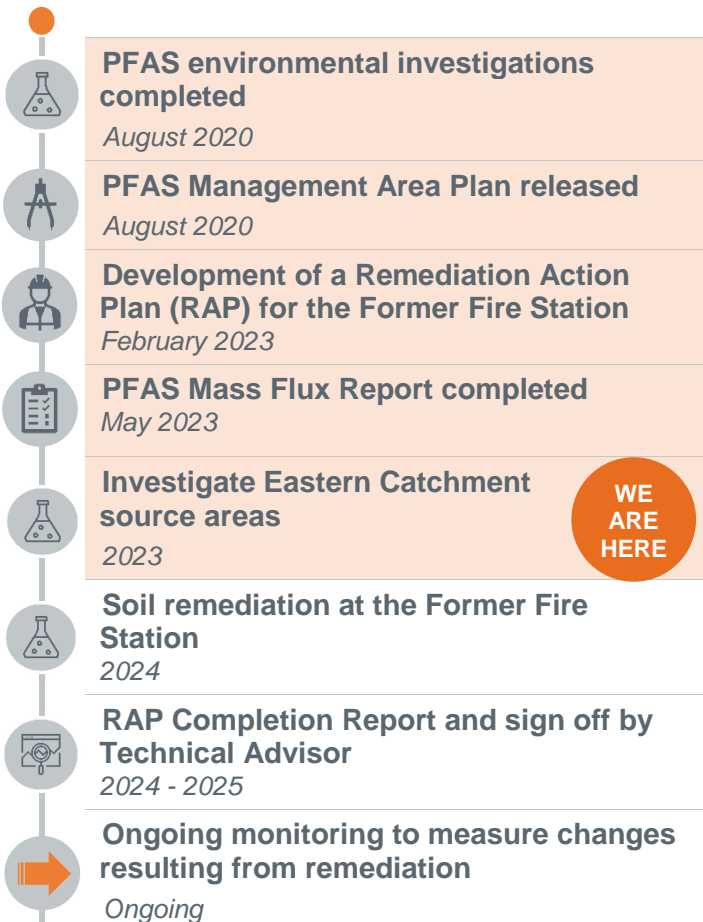 PFAS environmental investigations
completed
August 2020
PFAS Management Area Plan released
August 2020
Development of a Remediation Action
Plan (RAP) for the Former Fire Station
February 2023
PFAS Mass Flux Report completed
May 2023
Investigate Eastern Catchment
source areas
2023
WE
ARE
HERE
Soil remediation at the Former Fire
Station
2024
RAP Completion Report and sign off by
Technical Advisor
2024 - 2025
Ongoing monitoring to measure changes
resulting from remediation
Ongoing